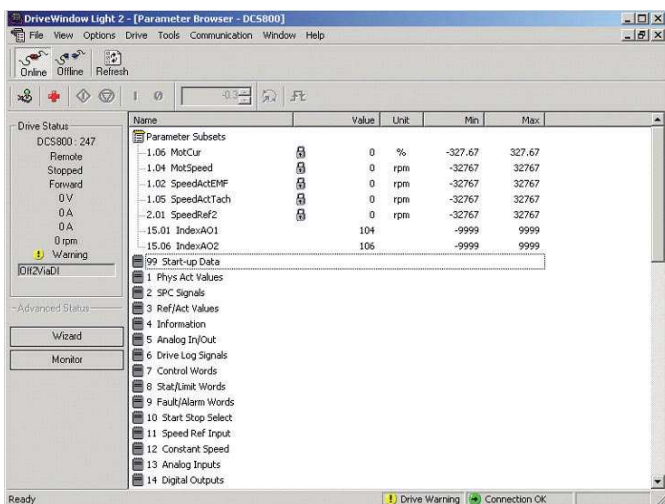 DriveWindow Light 2 - [Parameter Browser - DCS800]
File View Options Drive Tools Communication Window Help
Online Offline Refresh
-0.3
Drive Status
DCS800 : 247
Remote
Stopped
Forward
0 V
0 A
0 A
0 rpm
Warning
Off2ViaDI
Advanced Status
Wizard
Monitor
Name Value Unit Min Max
Parameter Subsets
1.06 MotCur 0 % -327.67 327.67
1.04 MotSpeed 0 rpm -32767 32767
1.02 SpeedActEMF 0 rpm -32767 32767
1.05 SpeedActTach 0 rpm -32767 32767
2.01 SpeedRef2 0 rpm -32767 32767
15.01 IndexAO1 104 -9999 9999
15.06 IndexAO2 106 -9999 9999
99 Start-up Data
1 Phys Act Values
2 SPC Signals
3 Ref/Act Values
4 Information
5 Analog In/Out
6 Drive Log Signals
7 Control Words
8 Stat/Limit Words
9 Fault/Alarm Words
10 Start Stop Select
11 Speed Ref Input
12 Constant Speed
13 Analog Inputs
14 Digital Outputs
Ready Drive Warning Connection OK